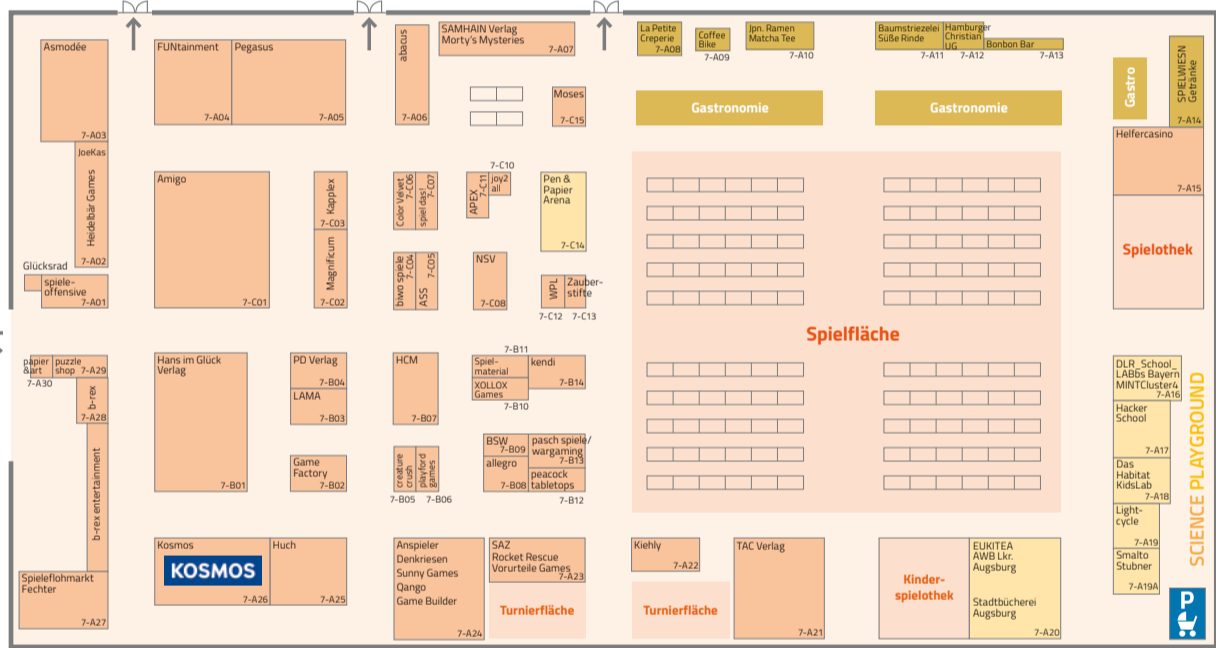 Asmodée
7-A03
JoeKas
Heidelbär Games
7-A02
Glücksrad
spiele-
offensive
7-A01
FUNtainment
7-A04
Pegasus
7-A05
abacus
7-A06
SAMHAIN Verlag
Morty's Mysteries
7-A07
Moses
7-C15
La Petite
Creperie
7-A08
Coffee
Bike
7-A09
Jpn. Ramen
Matcha Tee
7-A10
Baumstriezelei
Süße Rinde
7-A11
Hamburger
Christian
UG
7-A12
Bonbon Bar
7-A13
Gastronomie
Gastronomie
Gastro
SPIELWIESN
Getränke
7-A14
Helfercasino
7-A15
Spielothek
Amigo
7-C01
Kapplex
7-C03
Magnificum
7-C02
Color Velvet
7-C06
spiel das!
7-C07
biwo spiele
7-C04
ASS
7-C05
APEX
7-C11
7-C10
joy2
all
NSV
7-C08
Pen &
Papier
Arena
7-C14
WPL
7-C12
Zauber-
stifte
7-C13
Spielfläche
papier
&art
7-A30
puzzle
shop
7-A29
b-rex
7-A28
b-rex entertainment
Spieleflohmarkt
Fechter
7-A27
Hans im Glück
Verlag
7-B01
PD Verlag
7-B04
LAMA
7-B03
Game
Factory
7-B02
HCM
7-B07
creature
crush
7-B05
playford
games
7-B06
7-B11
Spiel-
material
XOLLOX
Games
7-B10
kendi
7-B14
BSW
7-B09
allegro
7-B08
pasch spiele/
wargaming
7-B13
peacock
tabletops
7-B12
Kosmos
KOSMOS
7-A26
Huch
7-A25
Anspieler
Denkriesen
Sunny Games
Qango
Game Builder
7-A24
SAZ
Rocket Rescue
Vorurteile Games
7-A23
Turnierfläche
Kiehly
7-A22
Turnierfläche
TAC Verlag
7-A21
Kinder-
spielothek
EUKITEA
AWB Lkr.
Augsburg
Stadtbücherei
Augsburg
7-A20
DLR_School_
LABbs Bayern
MINTCluster4
7-A16
Hacker
School
7-A17
Das
Habitat
KidsLab
7-A18
Light-
cycle
7-A19
Smalto
Stubner
7-A19A
SCIENCE PLAYGROUND
P